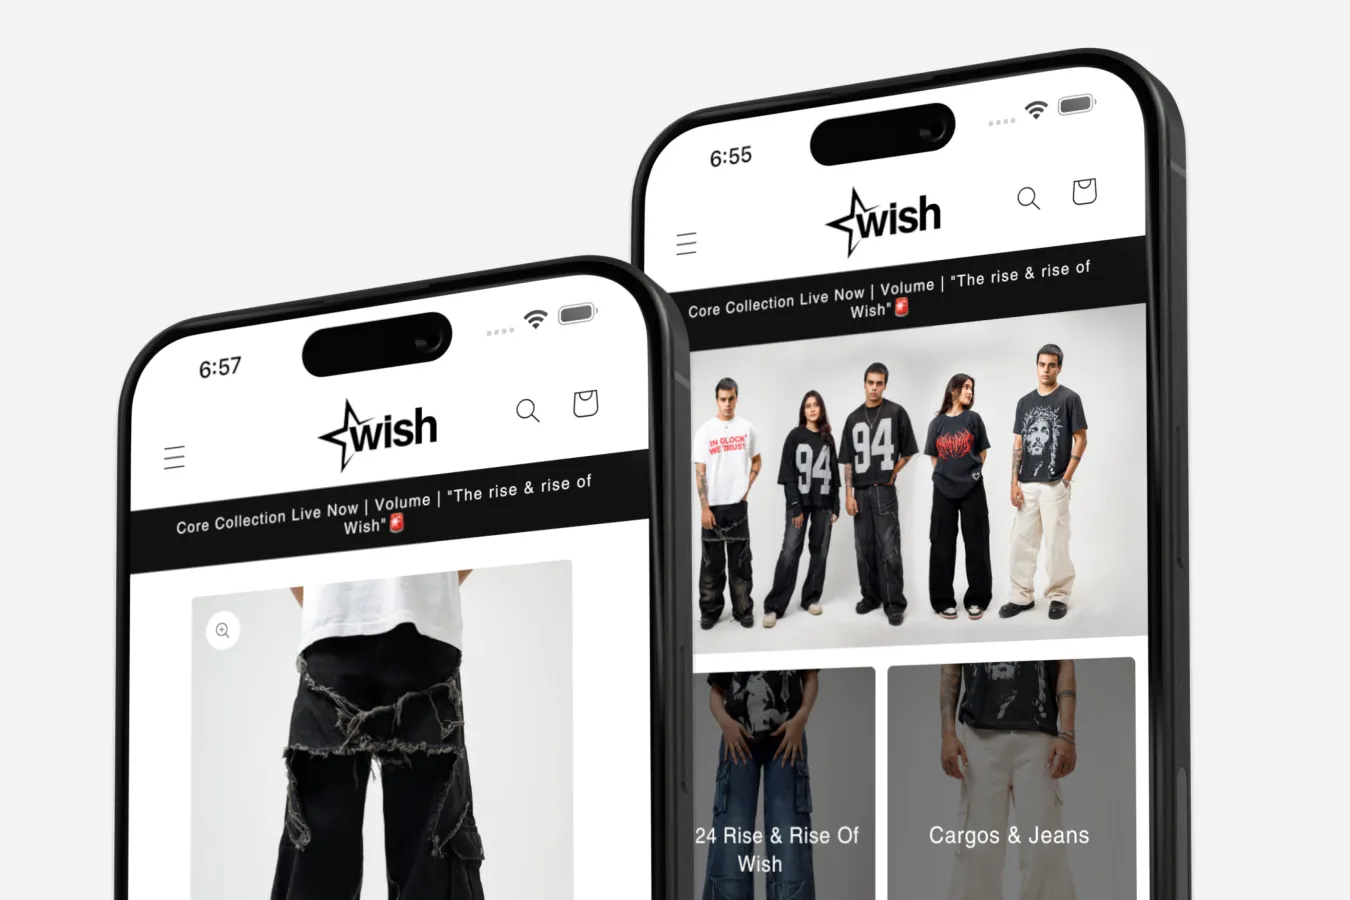 6:57
wish
Core Collection Live Now | Volume | "The rise & rise of
Wish"🚨
6:55
wish
Core Collection Live Now | Volume | "The rise & rise of
Wish"🚨
IN GLOCK
WE TRUST
94
94
24 Rise & Rise Of
Wish
Cargos & Jeans